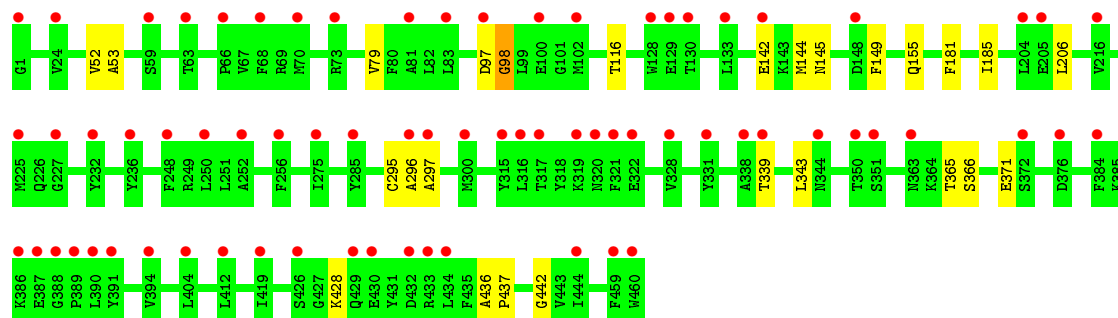 G1 V24 V52 A53 S59 T63 P66 V67 F68 R69 M70 R73 V79 F80 A81 L82 L83 D97 G98 L99 E100 G101 M102 T116 W128 E129 T130 L133 E142 K143 M144 N145 D148 F149 Q155 F181 I185 L204 E205 L206 V216
M225 Q226 G227 Y232 Y236 F248 R249 L250 L251 A252 F256 I275 Y285 C295 A296 A297 M300 Y315 L316 T317 Y318 K319 N320 F321 E322 V328 Y331 A338 T339 L343 N344 T350 S351 N363 K364 T365 S366 E371 S372 D376 F384 K385
K386 E387 G388 P389 L390 Y391 V394 L404 L412 I419 S426 G427 K428 Q429 E430 Y431 D432 R433 L434 F435 A436 P437 G442 V443 I444 F459 W460